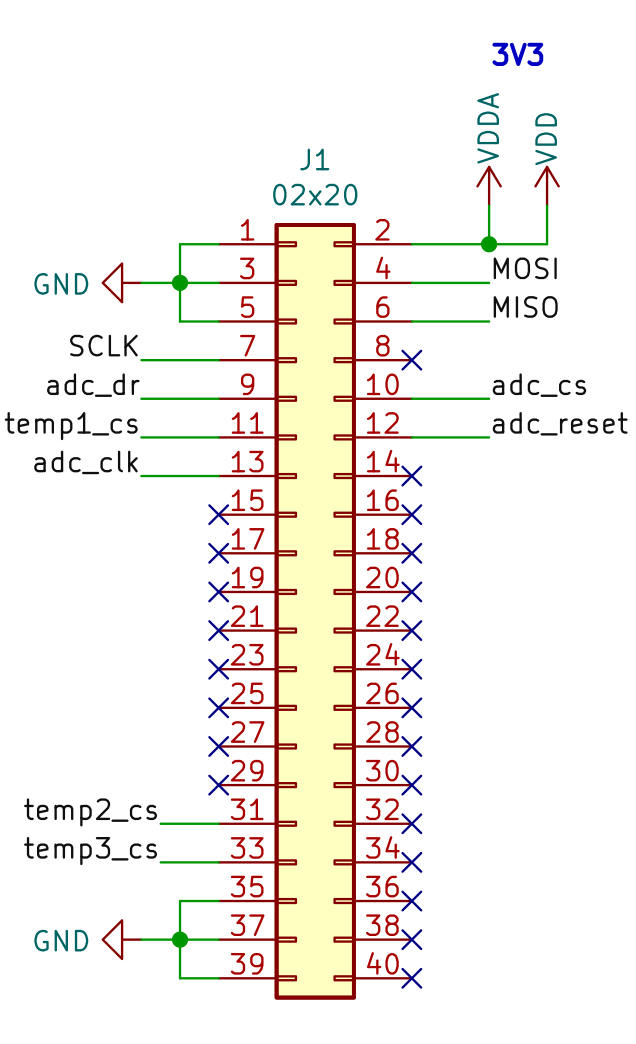 3V3
VDDA VDD
J1
02x20
1 2
GND 3 4 MOSI
5 6 MISO
SCLK 7 8
adc_dr 9 10 adc_cs
temp1_cs 11 12 adc_reset
adc_clk 13 14
15 16
17 18
19 20
21 22
23 24
25 26
27 28
29 30
temp2_cs 31 32
temp3_cs 33 34
35 36
GND 37 38
39 40